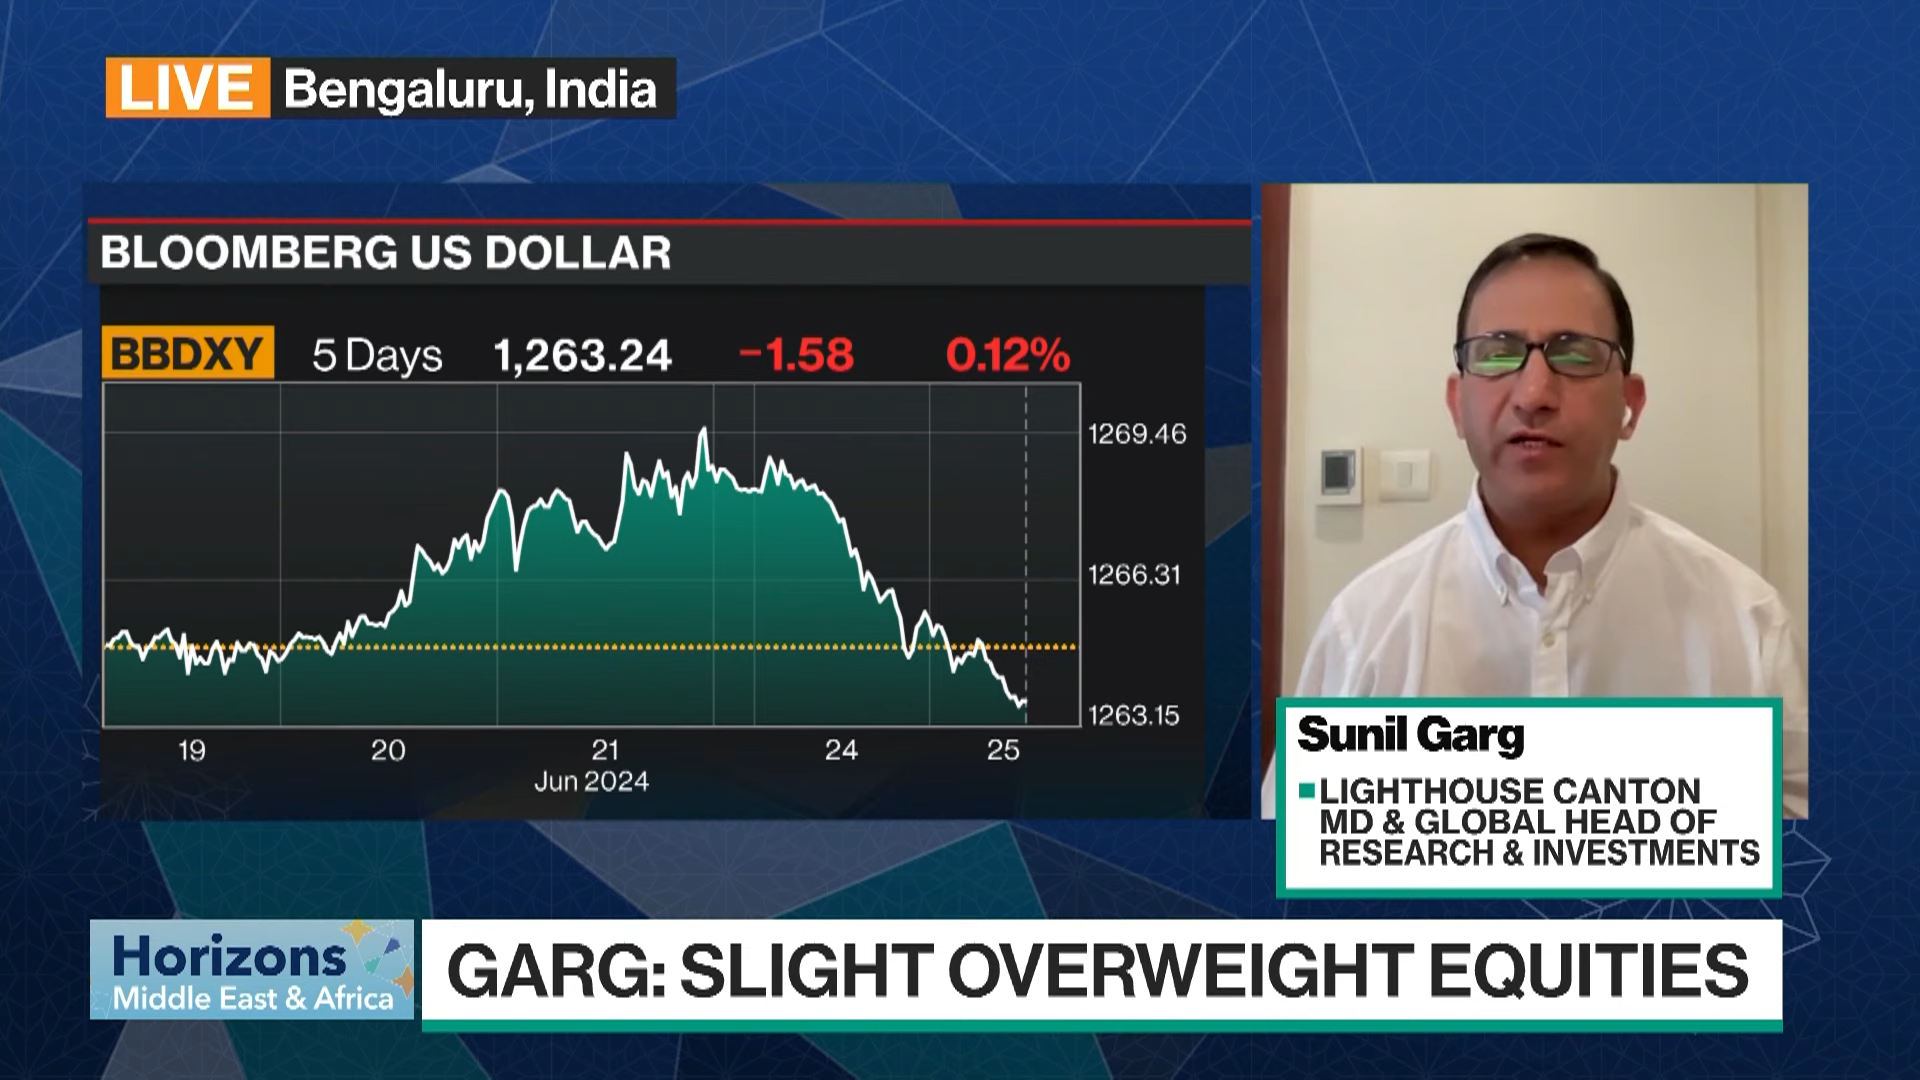 LIVE Bengaluru, India
BLOOMBERG US DOLLAR
BBDXY 5 Days 1,263.24 −1.58 0.12%
1269.46
1266.31
1263.15
19 20 21 24 25
Jun 2024
Sunil Garg
LIGHTHOUSE CANTON
MD & GLOBAL HEAD OF
RESEARCH & INVESTMENTS
Horizons
Middle East & Africa
GARG: SLIGHT OVERWEIGHT EQUITIES